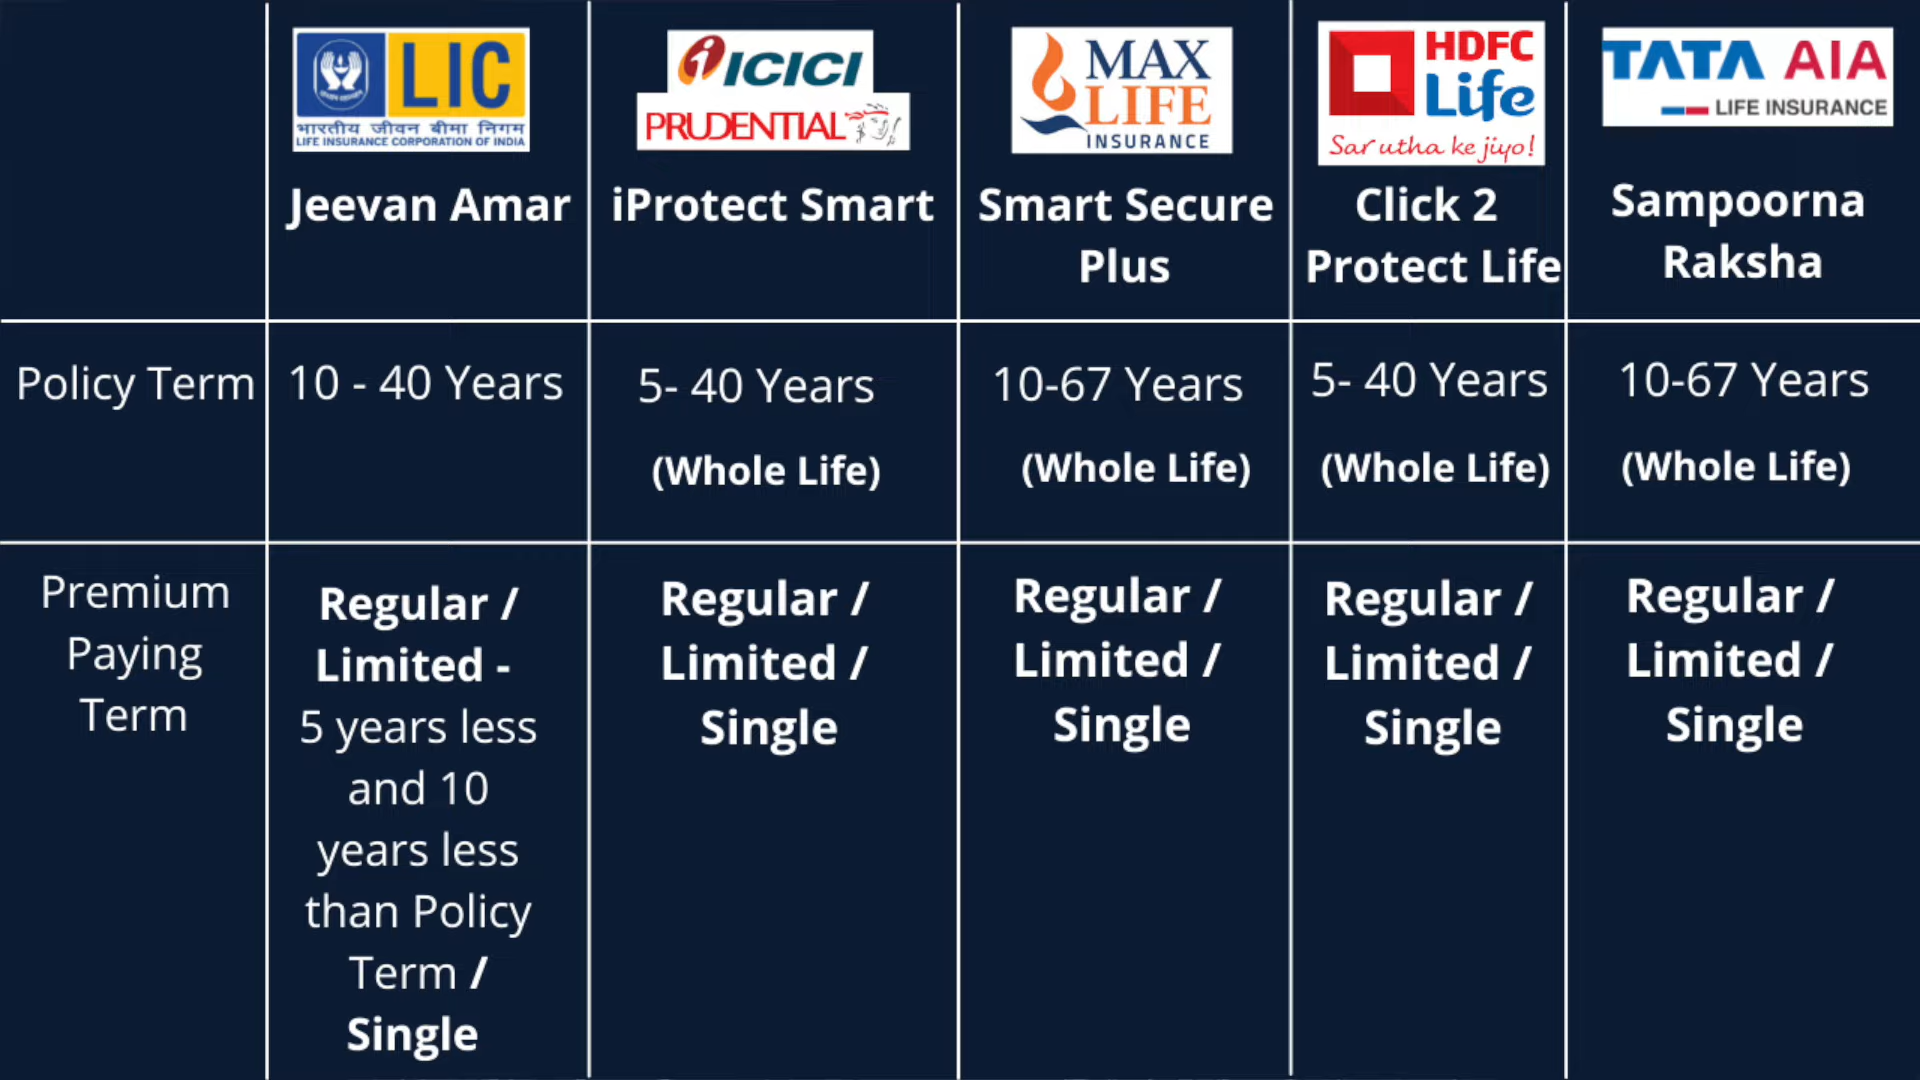 LIC
भारतीय जीवन बीमा निगम
LIFE INSURANCE CORPORATION OF INDIA
Jeevan Amar
ICICI
PRUDENTIAL
iProtect Smart
MAX
LIFE
INSURANCE
Smart Secure
Plus
HDFC
Life
Sar utha ke jiyo!
Click 2
Protect Life
TATA AIA
LIFE INSURANCE
Sampoorna
Raksha
Policy Term
10 - 40 Years
5- 40 Years
(Whole Life)
10-67 Years
(Whole Life)
5- 40 Years
(Whole Life)
10-67 Years
(Whole Life)
Premium
Paying
Term
Regular /
Limited -
5 years less
and 10
years less
than Policy
Term /
Single
Regular /
Limited /
Single
Regular /
Limited /
Single
Regular /
Limited /
Single
Regular /
Limited /
Single